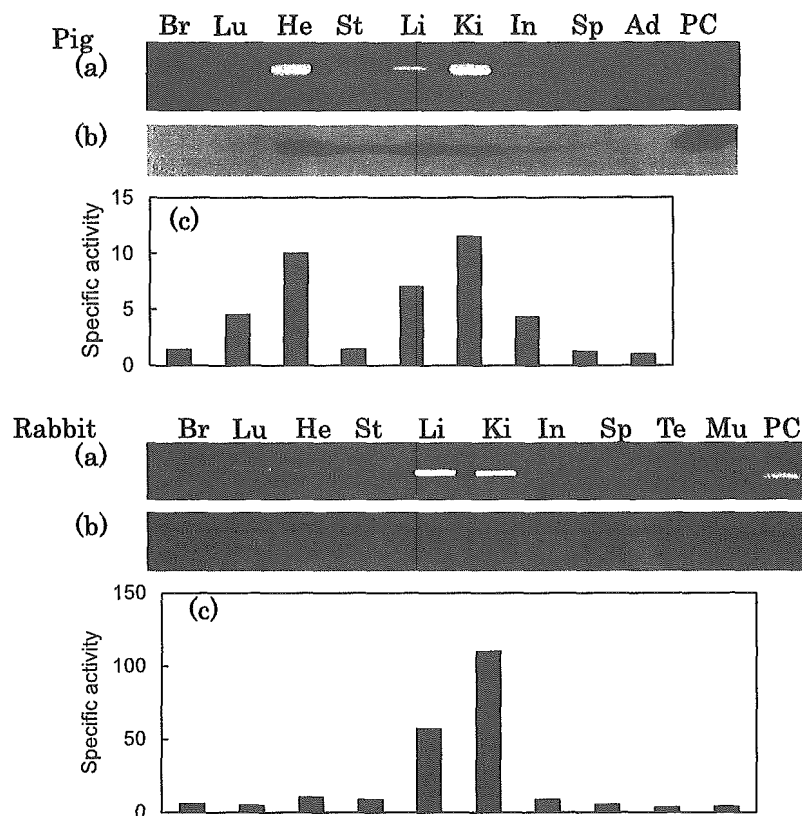 Pig Br Lu He St Li Ki In Sp Ad PC
(a)
(b)
15
(c)
10
5
0
Specific activity
Rabbit Br Lu He St Li Ki In Sp Te Mu PC
(a)
(b)
150
(c)
100
50
0
Specific activity